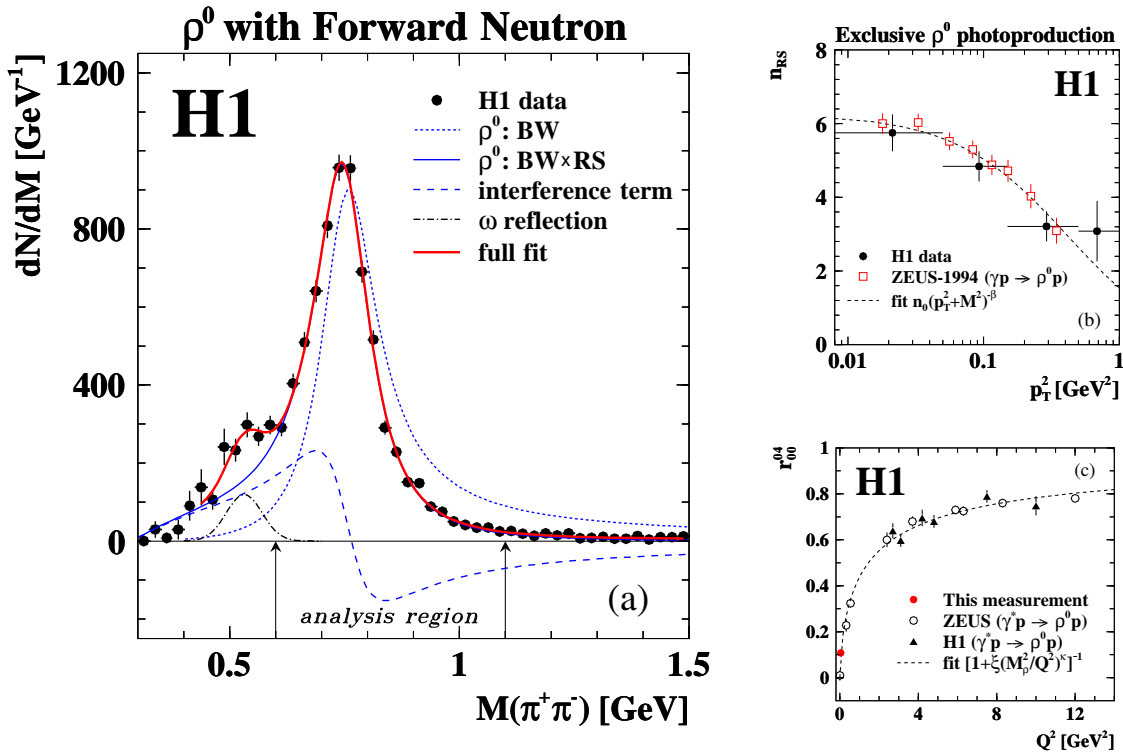 ρ⁰ with Forward Neutron
H1
dN/dM [GeV⁻¹]
1200
800
400
0
H1 data
ρ⁰: BW
ρ⁰: BW×RS
interference term
ω reflection
full fit
analysis region
(a)
0.5
1
1.5
M(π⁺π⁻) [GeV]
Exclusive ρ⁰ photoproduction
H1
n_RS
8
6
4
2
0
H1 data
ZEUS-1994 (γp → ρ⁰p)
fit n₀(p_T²+M²)^-β
(b)
0.01
0.1
1
p_T² [GeV²]
r₀₀⁰⁴
H1
(c)
1
0.8
0.6
0.4
0.2
0
This measurement
ZEUS (γ*p → ρ⁰p)
H1 (γ*p → ρ⁰p)
fit [1+ξ(M_ρ²/Q²)^κ]⁻¹
0
4
8
12
Q² [GeV²]